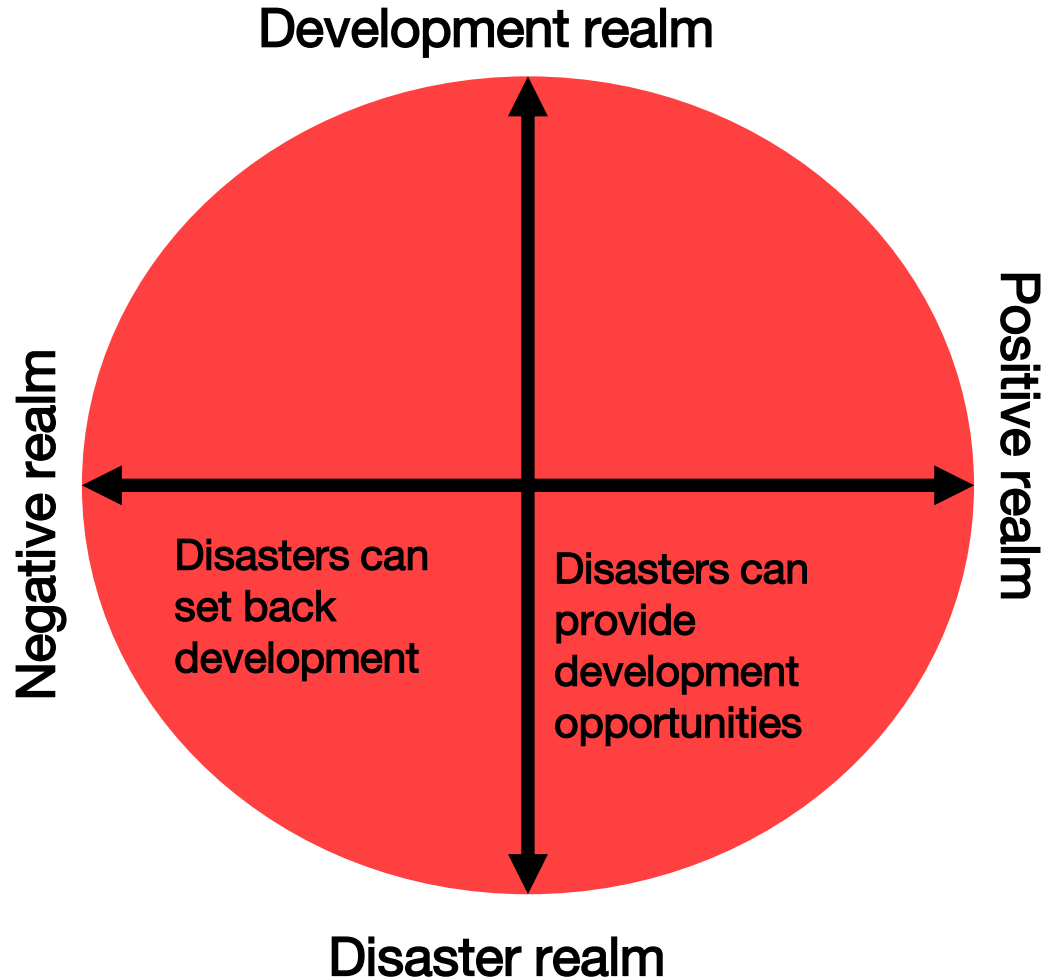 Development realm
Negative realm
Positive realm
Disasters can
set back
development
Disasters can
provide
development
opportunities
Disaster realm